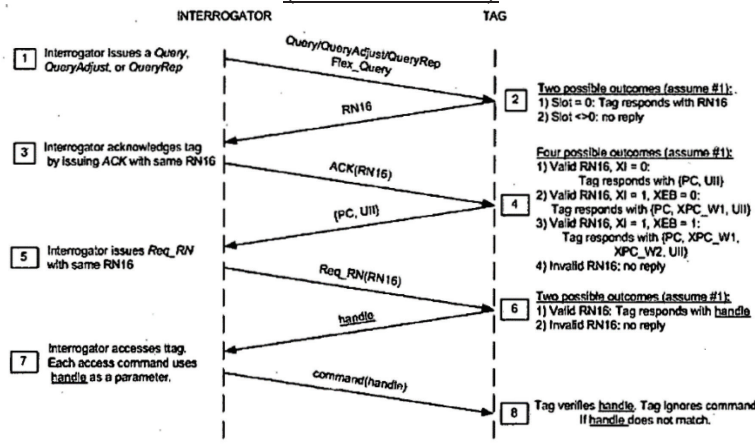 INTERROGATOR
TAG
1
Interrogator issues a Query,
QueryAdjust, or QueryRep
Query/QueryAdjust/QueryRep
Flex_Query
2
Two possible outcomes (assume #1):
1) Slot = 0: Tag responds with RN16
2) Slot <>0: no reply
RN16
3
Interrogator acknowledges tag
by issuing ACK with same RN16
ACK(RN16)
4
Four possible outcomes (assume #1):
1) Valid RN16, XI = 0:
Tag responds with {PC, UII}
2) Valid RN16, XI = 1, XEB = 0:
Tag responds with {PC, XPC_W1, UII}
3) Valid RN16, XI = 1, XEB = 1:
Tag responds with {PC, XPC_W1,
XPC_W2, UII}
4) Invalid RN16: no reply
{PC, UII}
5
Interrogator issues Req_RN
with same RN16
Req_RN(RN16)
6
Two possible outcomes (assume #1):
1) Valid RN16: Tag responds with handle
2) Invalid RN16: no reply
handle
7
Interrogator accesses ttag.
Each access command uses
handle as a parameter.
command(handle)
8
Tag verifies handle. Tag ignores command
if handle does not match.